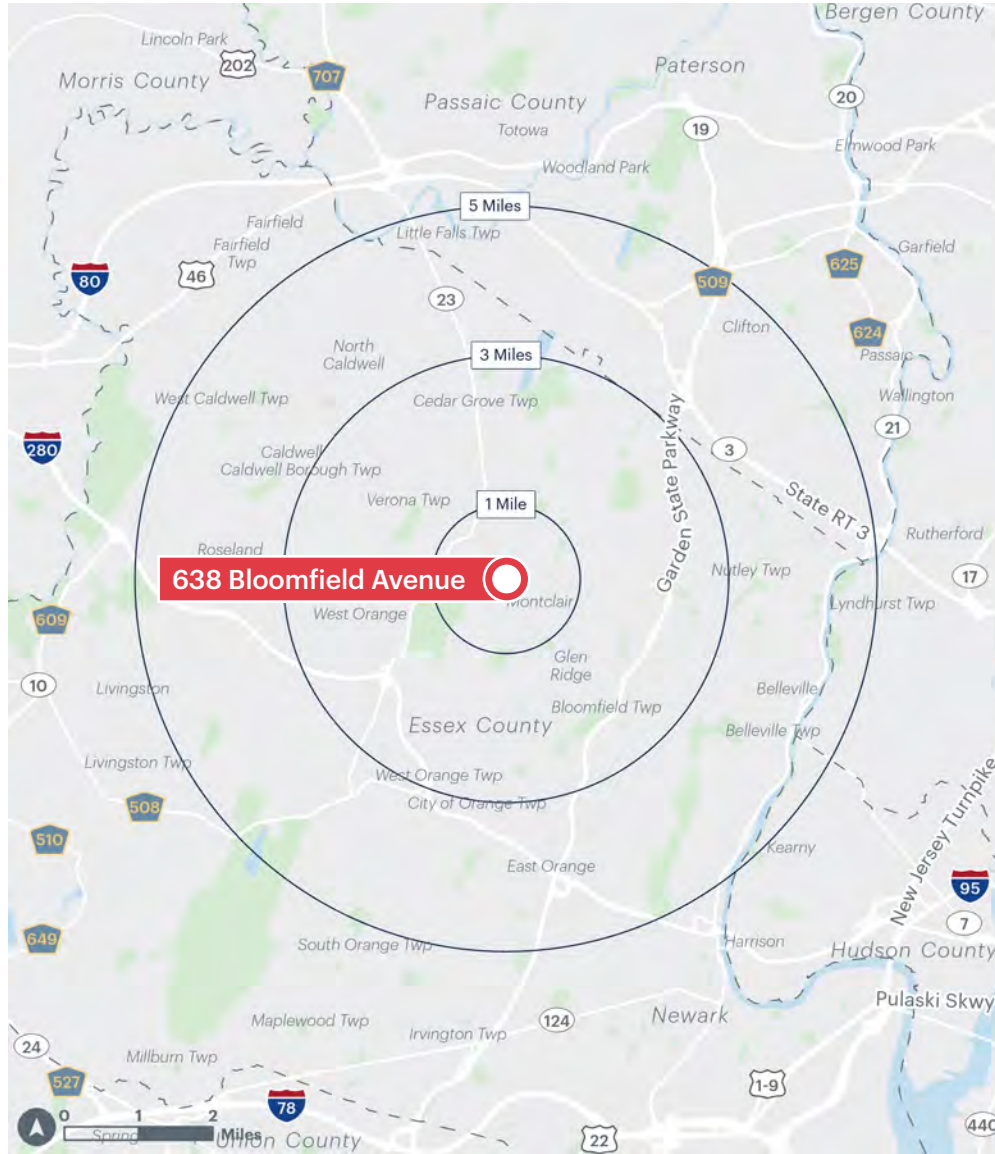 Bergen County
Lincoln Park
202
707
Morris County
Paterson
Passaic County
20
Totowa
19
Elmwood Park
Woodland Park
5 Miles
Fairfield
Little Falls Twp
Fairfield
Twp
Garfield
80
46
509
625
23
Clifton
624
North
Caldwell
3 Miles
Passaic
West Caldwell Twp
Cedar Grove Twp
Wallington
21
280
Caldwell
Caldwell Borough Twp
3
Garden State Parkway
Verona Twp
1 Mile
State RT 3
Rutherford
Roseland
638 Bloomfield Avenue
Nutley Twp
17
Montclair
Lyndhurst Twp
609
West Orange
Glen
Ridge
10
Livingston
Belleville
Bloomfield Twp
Essex County
Belleville Twp
Livingston Twp
West Orange Twp
City of Orange Twp
508
New Jersey Turnpike
510
Kearny
East Orange
95
7
649
South Orange Twp
Harrison
Hudson County
Pulaski Skwy
Maplewood Twp
124
Newark
Irvington Twp
24
Millburn Twp
527
1-9
78
0 1 2
Miles
Union County
22
440